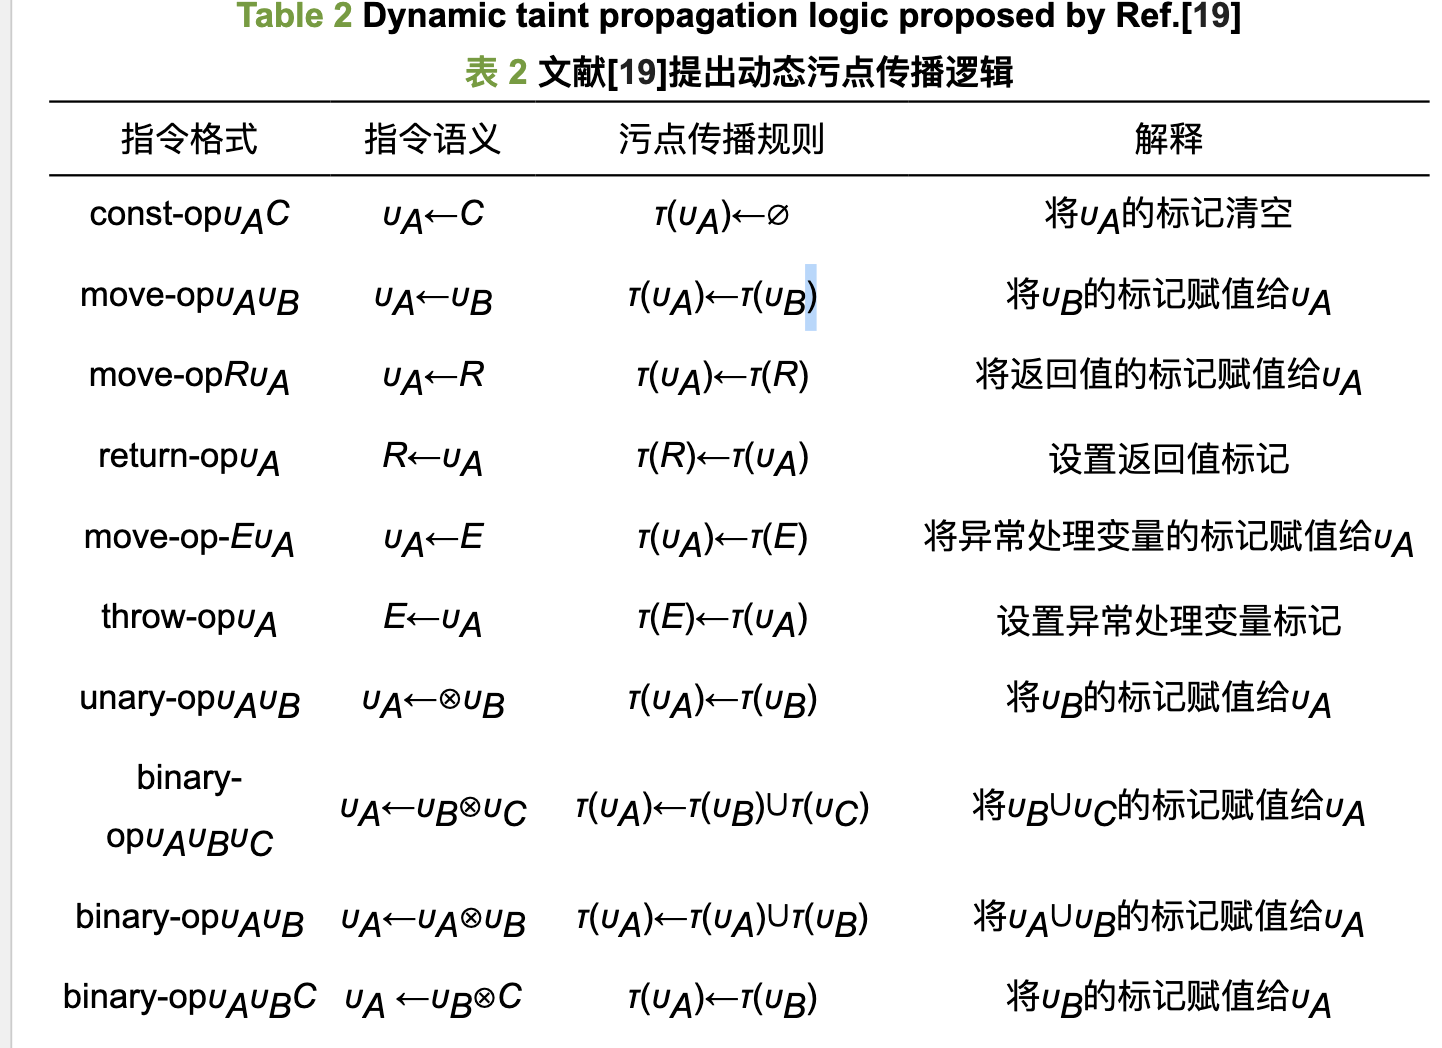 Table 2 Dynamic taint propagation logic proposed by Ref.[19]
表 2 文献[19]提出动态污点传播逻辑
指令格式 指令语义 污点传播规则 解释
const-opυAC υA←C τ(υA)←∅ 将υA的标记清空
move-opυAυB υA←υB τ(υA)←τ(υB) 将υB的标记赋值给υA
move-opRυA υA←R τ(υA)←τ(R) 将返回值的标记赋值给υA
return-opυA R←υA τ(R)←τ(υA) 设置返回值标记
move-op-EυA υA←E τ(υA)←τ(E) 将异常处理变量的标记赋值给υA
throw-opυA E←υA τ(E)←τ(υA) 设置异常处理变量标记
unary-opυAυB υA←⊗υB τ(υA)←τ(υB) 将υB的标记赋值给υA
binary-
opυAυBυC υA←υB⊗υC τ(υA)←τ(υB)∪τ(υC) 将υB∪υC的标记赋值给υA
binary-opυAυB υA←υA⊗υB τ(υA)←τ(υA)∪τ(υB) 将υA∪υB的标记赋值给υA
binary-opυAυBC υA ←υB⊗C τ(υA)←τ(υB) 将υB的标记赋值给υA